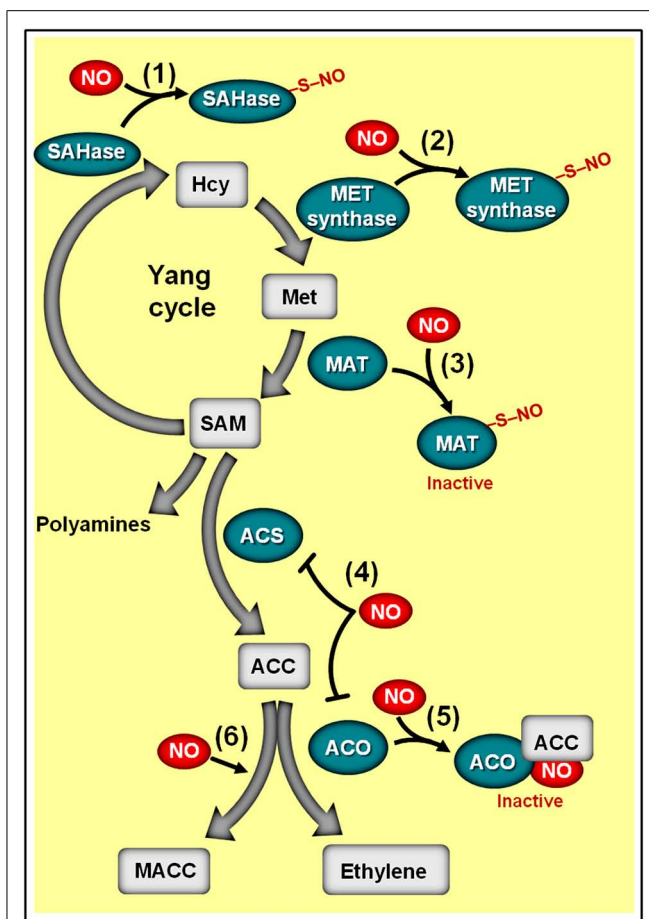 NO
(1)
SAHase
–S–NO
SAHase
NO
(2)
Hcy
MET
synthase
MET
synthase
–S–NO
Yang
cycle
Met
NO
MAT
(3)
SAM
MAT
–S–NO
Inactive
Polyamines
ACS
(4)
NO
ACC
NO
(5)
(6)
NO
ACO
ACO
ACC
NO
Inactive
MACC
Ethylene